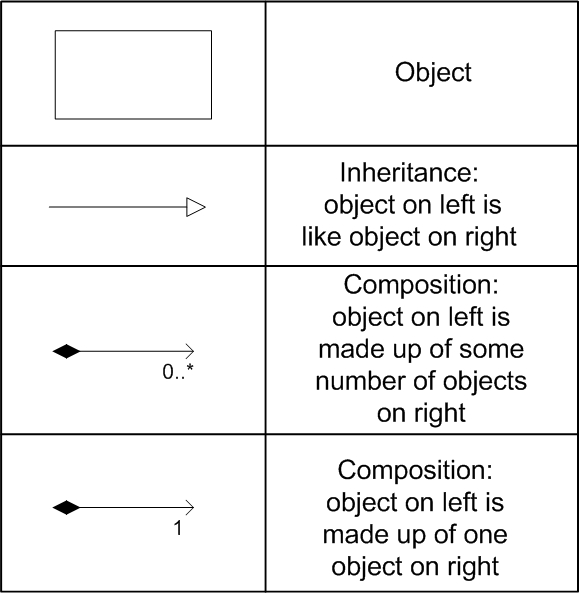 Object
Inheritance:
object on left is
like object on right
Composition:
object on left is
made up of some
number of objects
on right
0..*
Composition:
object on left is
made up of one
object on right
1